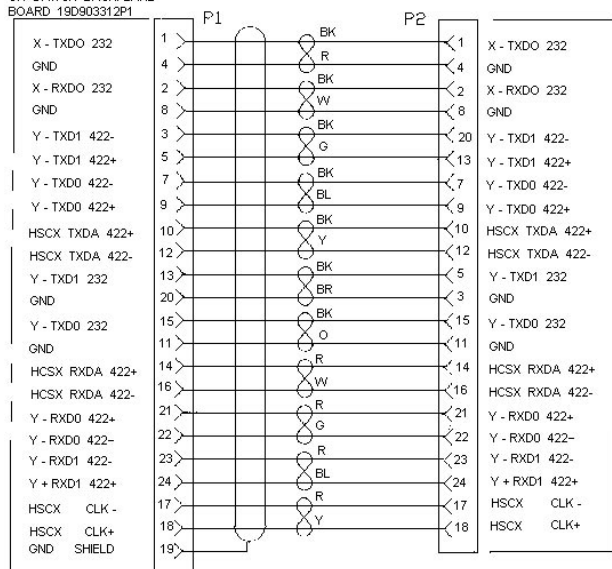 BOARD 19D903312P1
P1 P2
X - TXDO 232 1 BK 1 X - TXDO 232
GND 4 R 4 GND
X - RXDO 232 2 BK 2 X - RXDO 232
GND 8 W 8 GND
Y - TXD1 422- 3 BK 20 Y - TXD1 422-
Y - TXD1 422+ 5 G 13 Y - TXD1 422+
Y - TXD0 422- 7 BK 7 Y - TXD0 422-
Y - TXD0 422+ 9 BL 9 Y - TXD0 422+
HSCX TXDA 422+ 10 BK 10 HSCX TXDA 422+
HSCX TXDA 422- 12 Y 12 HSCX TXDA 422-
Y - TXD1 232 13 BK 5 Y - TXD1 232
GND 20 BR 3 GND
Y - TXD0 232 15 BK 15 Y - TXD0 232
GND 11 O 11 GND
HCSX RXDA 422+ 14 R 14 HCSX RXDA 422+
HCSX RXDA 422- 16 W 16 HCSX RXDA 422-
Y - RXD0 422+ 21 R 21 Y - RXD0 422+
Y - RXD0 422- 22 G 22 Y - RXD0 422-
Y - RXD1 422- 23 R 23 Y - RXD1 422-
Y + RXD1 422+ 24 BL 24 Y + RXD1 422+
HSCX CLK - 17 R 17 HSCX CLK -
HSCX CLK+ 18 Y 18 HSCX CLK+
GND SHIELD 19